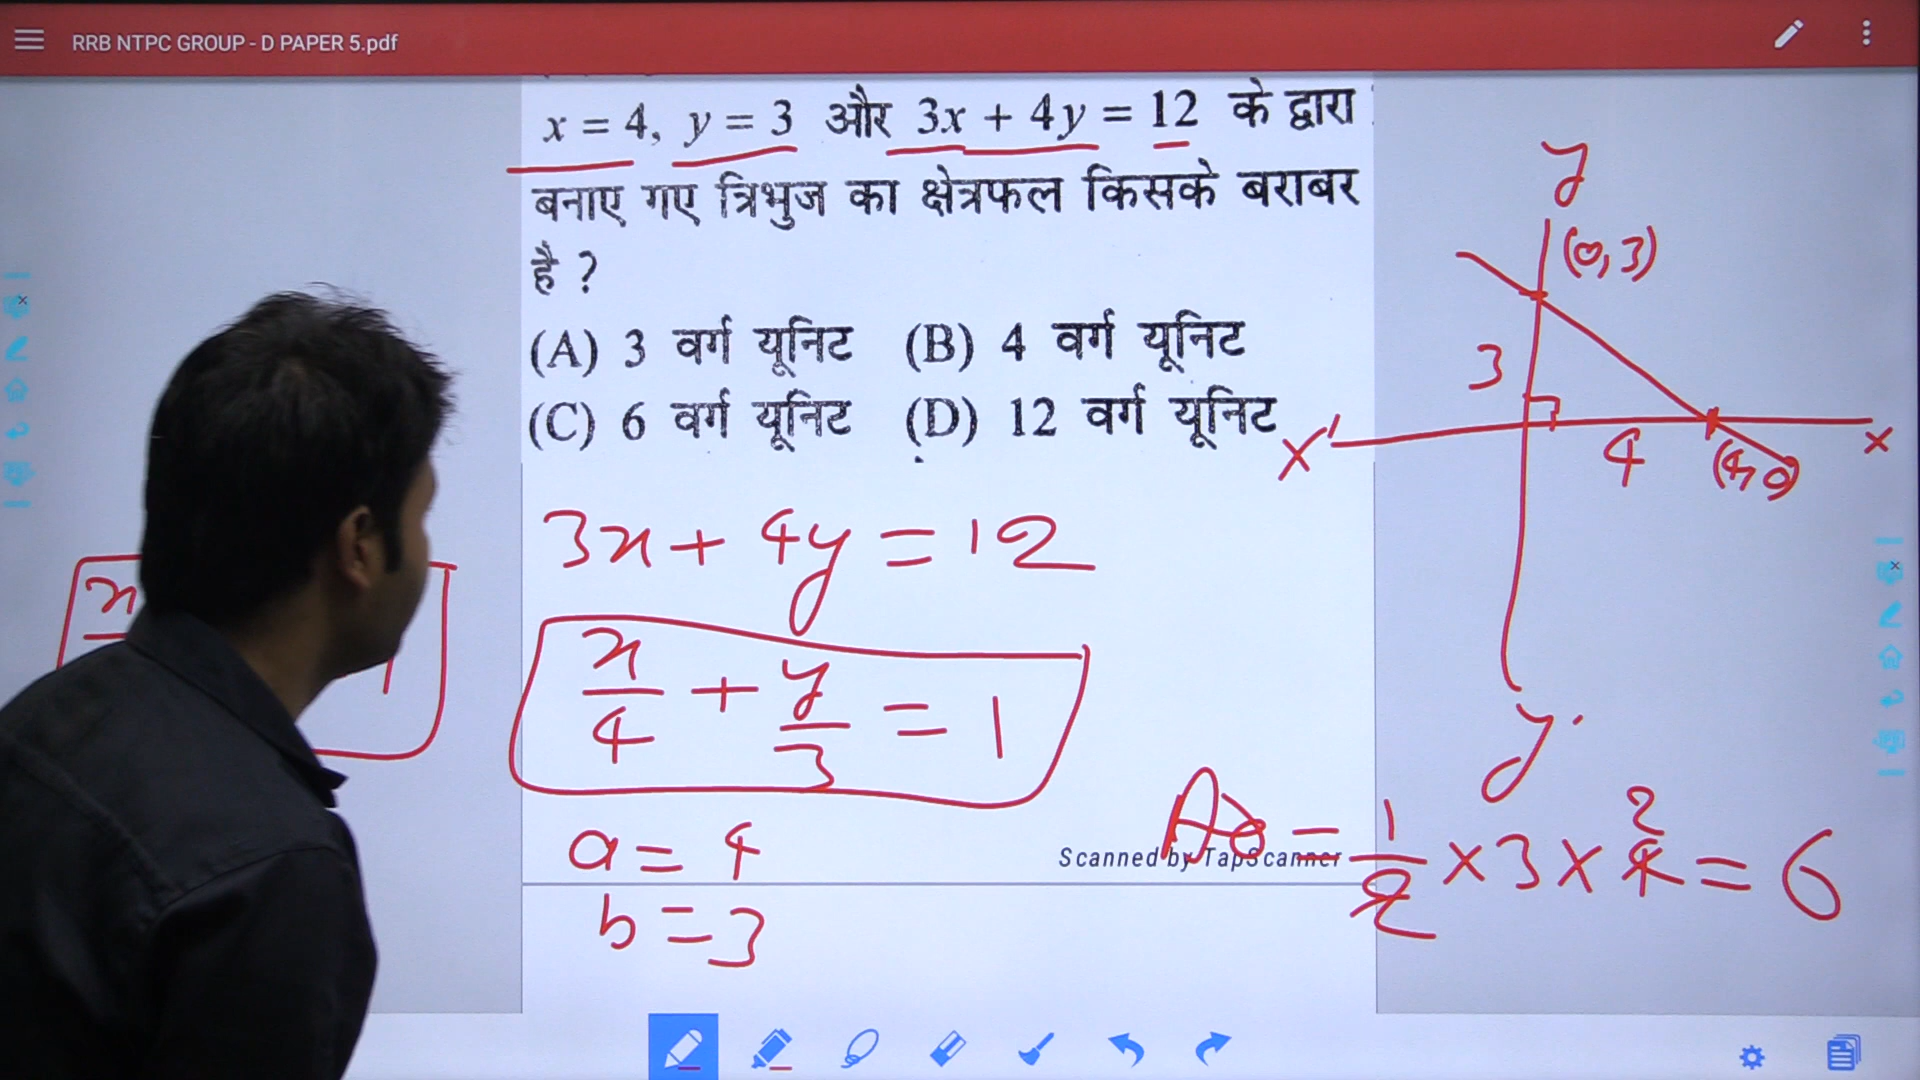 RRB NTPC GROUP - D PAPER 5.pdf
x = 4, y = 3 और 3x + 4y = 12 के द्वारा
बनाए गए त्रिभुज का क्षेत्रफल किसके बराबर
है ?
(A) 3 वर्ग यूनिट (B) 4 वर्ग यूनिट
(C) 6 वर्ग यूनिट (D) 12 वर्ग यूनिट
3x + 4y = 12
x/4 + y/3 = 1
a = 4
b = 3
Scanned by TapScanner
y
(0, 3)
3
x'
4
(4, 0)
x
y'
= 1/2 × 3 × 4 2 = 6
x
1